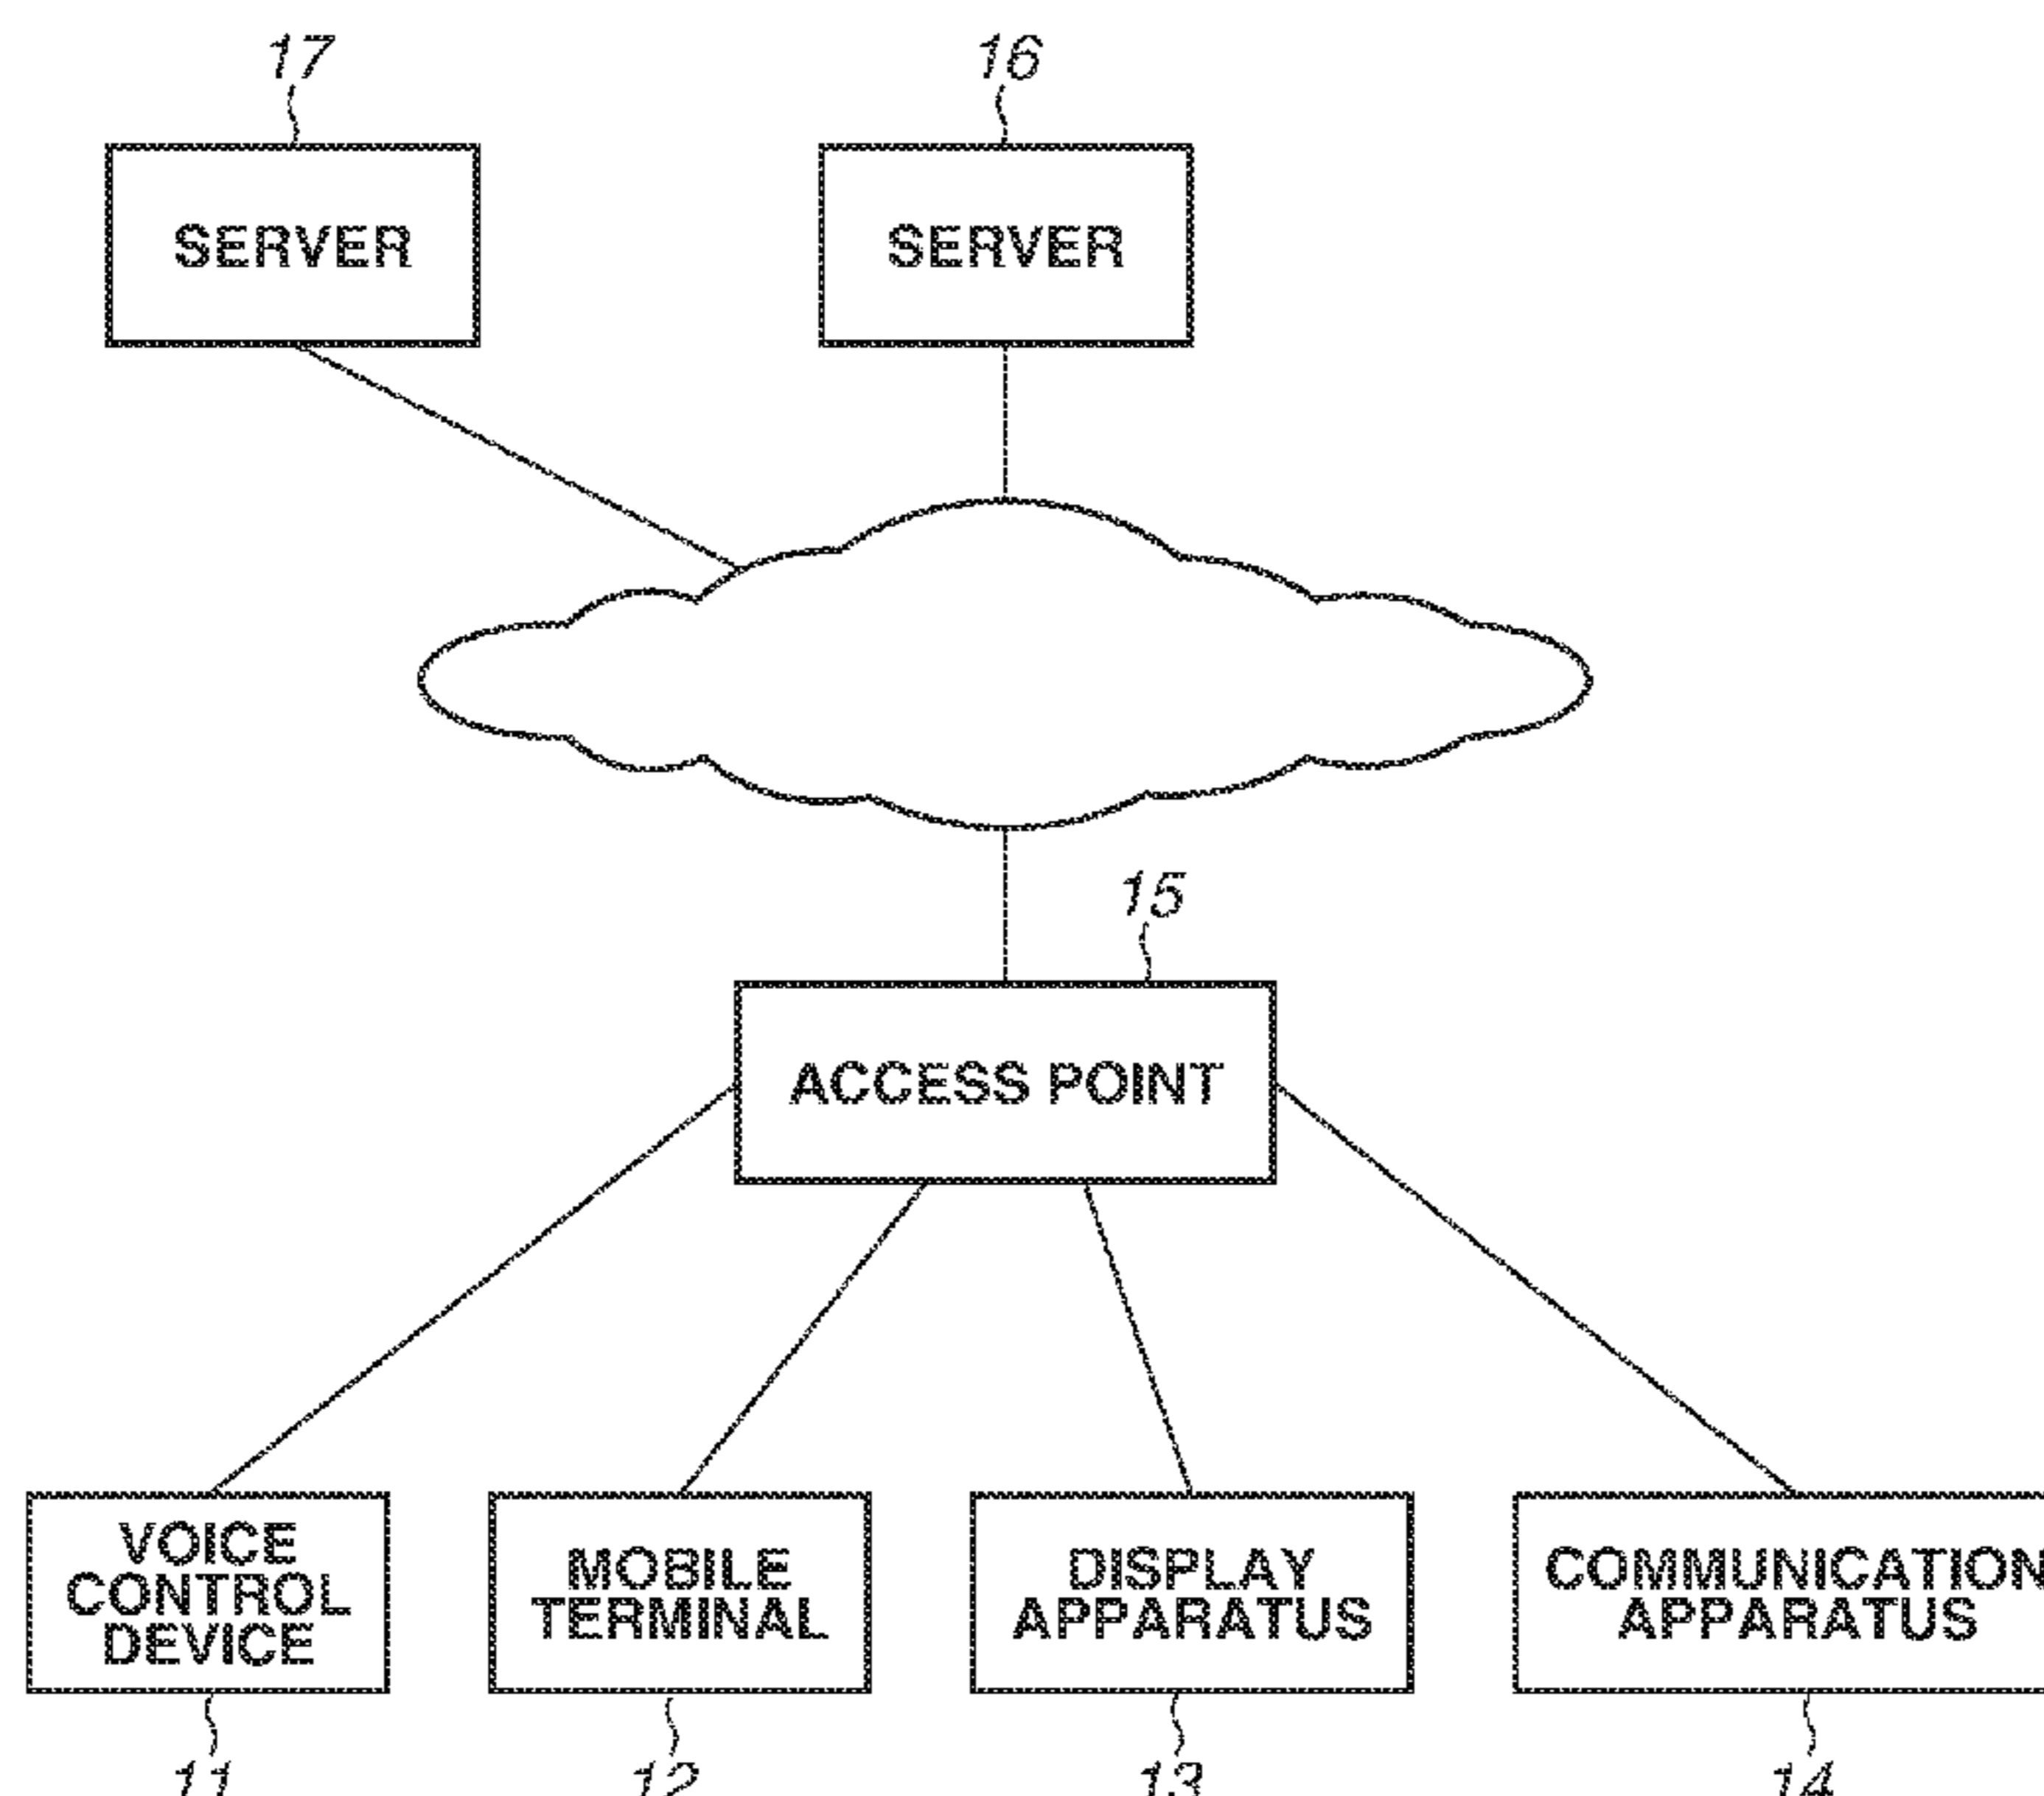 17
16
SERVER
SERVER
15
ACCESS POINT
VOICE
CONTROL
DEVICE
MOBILE
TERMINAL
DISPLAY
APPARATUS
COMMUNICATION
APPARATUS
11
12
13
14